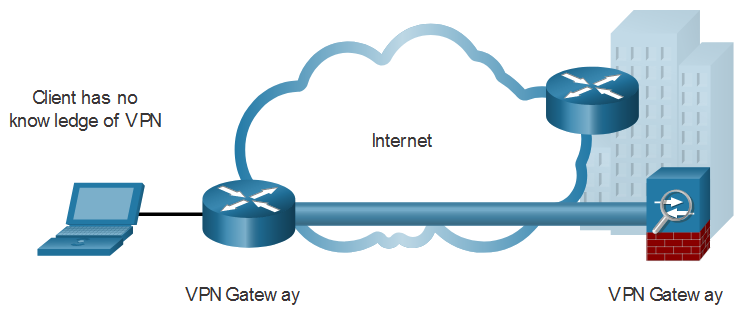 Client has no
know ledge of VPN
Internet
VPN Gatew ay
VPN Gatew ay